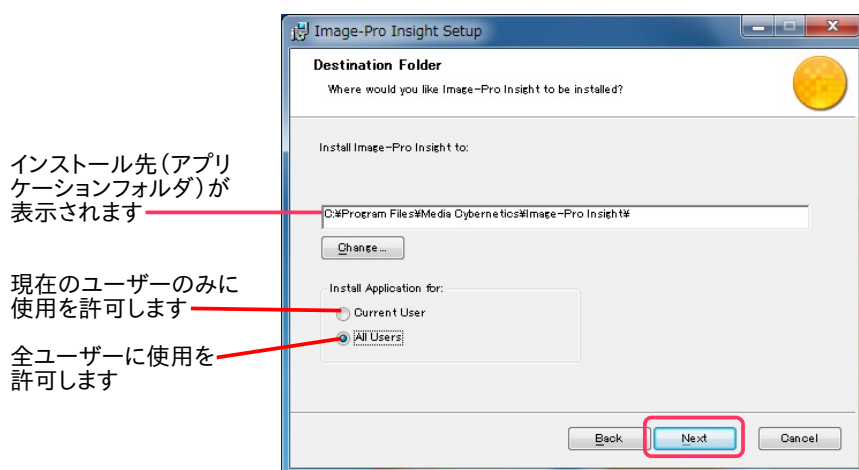 Image-Pro Insight Setup
Destination Folder
Where would you like Image-Pro Insight to be installed?
Install Image-Pro Insight to:
インストール先（アプリ
ケーションフォルダ）が
表示されます
C:¥Program Files¥Media Cybernetics¥Image-Pro Insight¥
Change...
現在のユーザーのみに
使用を許可します
Install Application for:
Current User
All Users
全ユーザーに使用を
許可します
Back
Next
Cancel